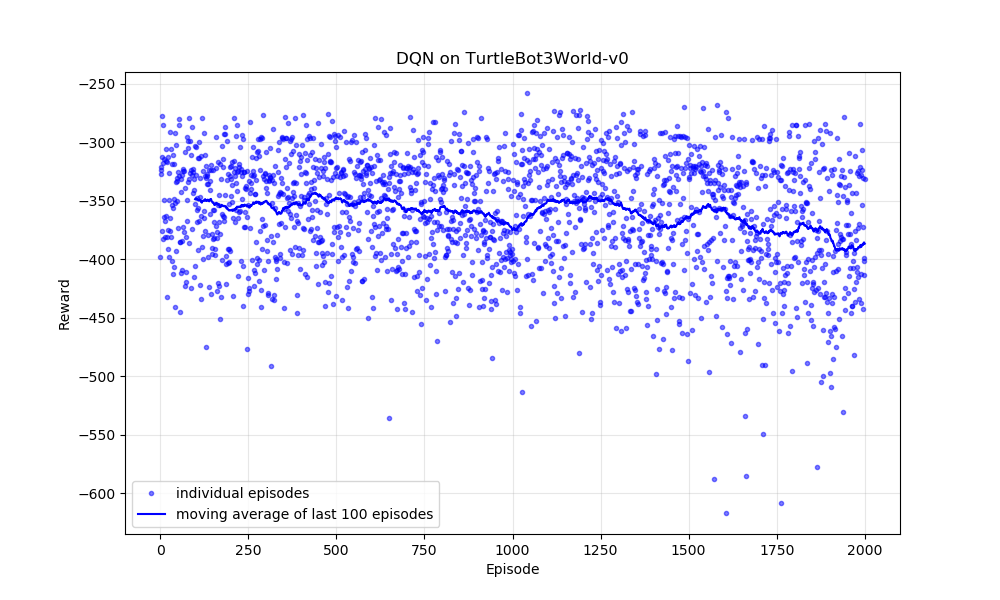 DQN on TurtleBot3World-v0
−250
−300
−350
−400
−450
−500
−550
−600
Reward
individual episodes
moving average of last 100 episodes
0 250 500 750 1000 1250 1500 1750 2000
Episode